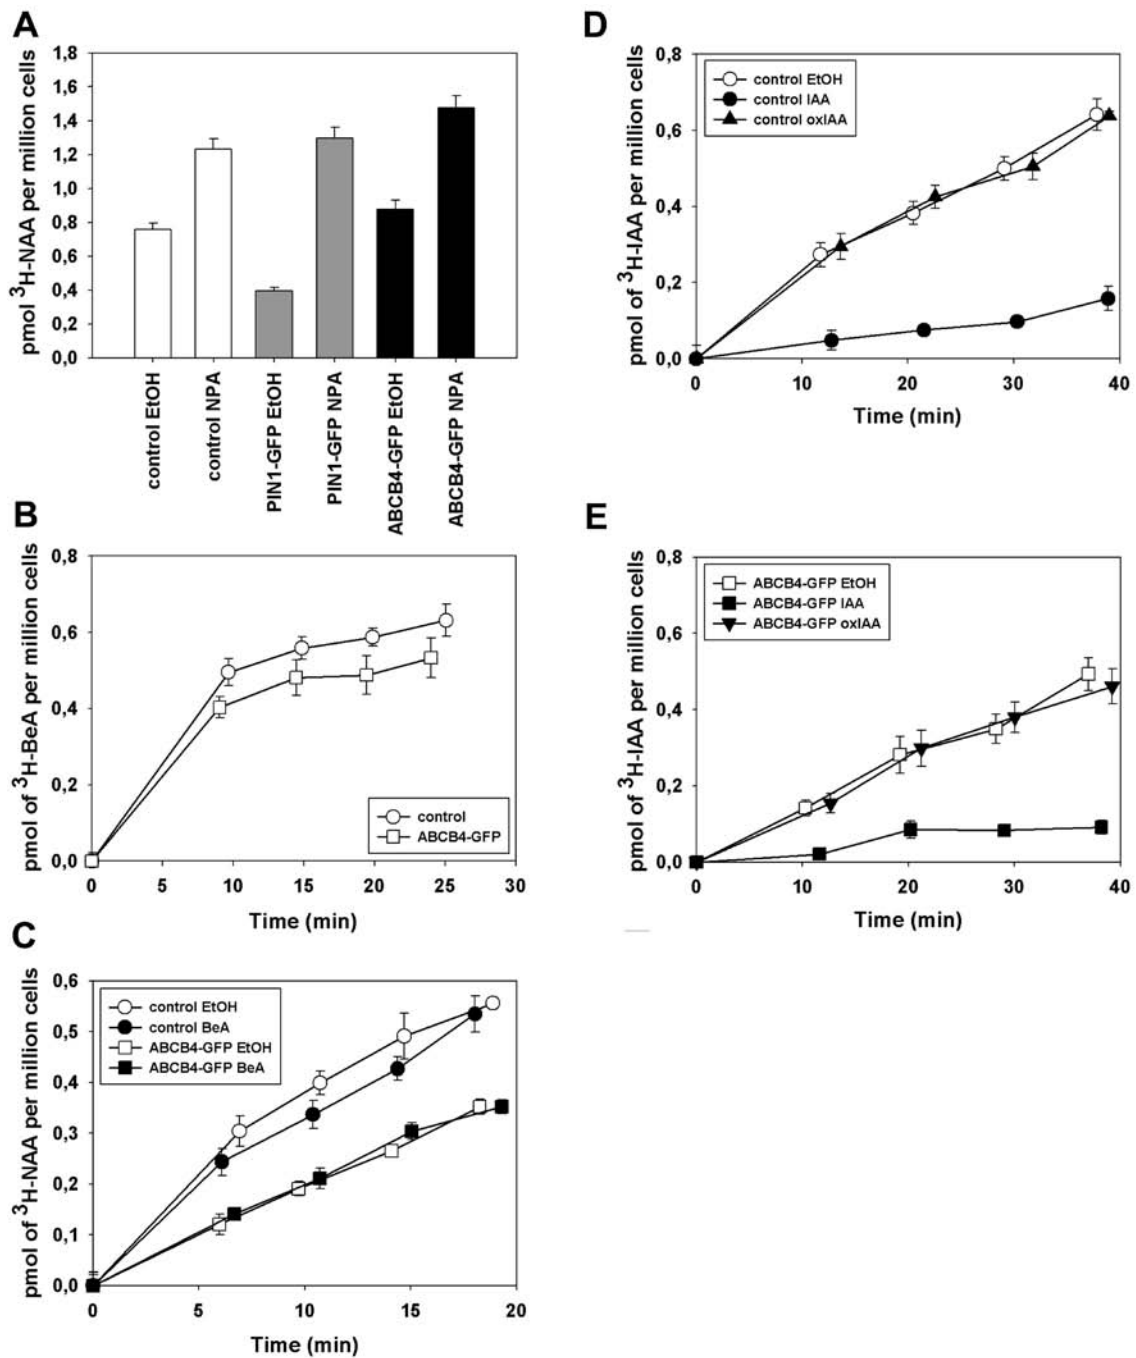 A
pmol ³H-NAA per million cells
1,8
1,6
1,4
1,2
1,0
0,8
0,6
0,4
0,2
0,0
control EtOH
control NPA
PIN1-GFP EtOH
PIN1-GFP NPA
ABCB4-GFP EtOH
ABCB4-GFP NPA
B
pmol of ³H-BeA per million cells
0,8
0,6
0,4
0,2
0,0
control
ABCB4-GFP
0 5 10 15 20 25 30
Time (min)
C
pmol of ³H-NAA per million cells
0,6
0,5
0,4
0,3
0,2
0,1
0,0
control EtOH
control BeA
ABCB4-GFP EtOH
ABCB4-GFP BeA
0 5 10 15 20
Time (min)
D
pmol of ³H-IAA per million cells
0,8
0,6
0,4
0,2
0,0
control EtOH
control IAA
control oxIAA
0 10 20 30 40
Time (min)
E
pmol of ³H-IAA per million cells
0,8
0,6
0,4
0,2
0,0
ABCB4-GFP EtOH
ABCB4-GFP IAA
ABCB4-GFP oxIAA
0 10 20 30 40
Time (min)